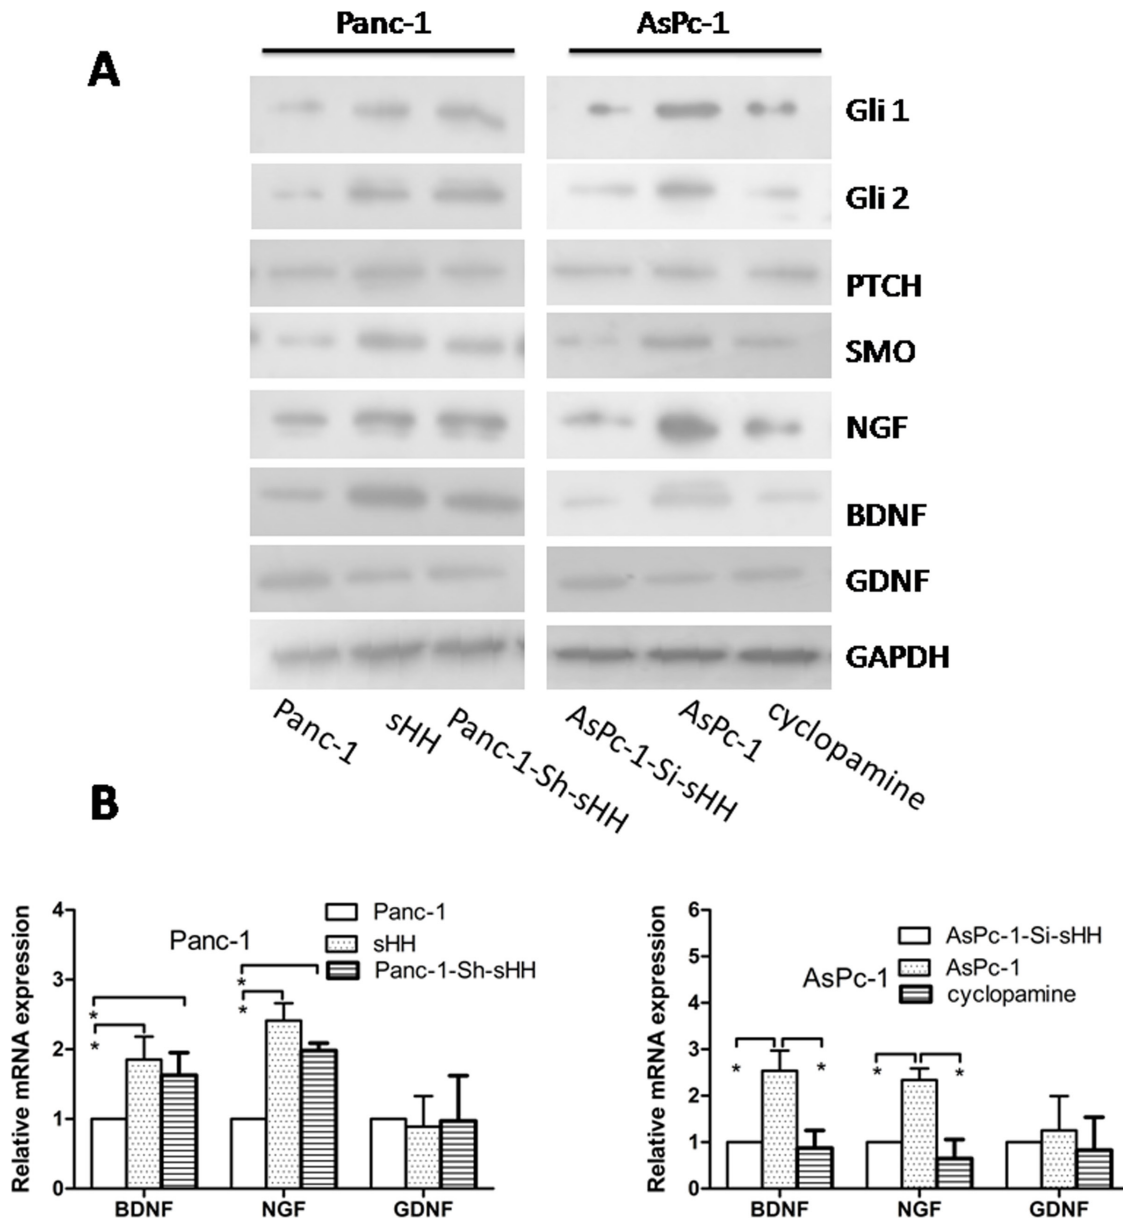 Panc-1 AsPc-1
A
Gli 1
Gli 2
PTCH
SMO
NGF
BDNF
GDNF
GAPDH
Panc-1 sHH Panc-1-Sh-sHH AsPc-1-Si-sHH AsPc-1 cyclopamine
B
Relative mRNA expression
4
3
2
1
0
Panc-1
Panc-1
sHH
Panc-1-Sh-sHH
*
*
*
*
BDNF NGF GDNF
Relative mRNA expression
6
5
4
3
2
1
0
AsPc-1
AsPc-1-Si-sHH
AsPc-1
cyclopamine
* * * *
BDNF NGF GDNF